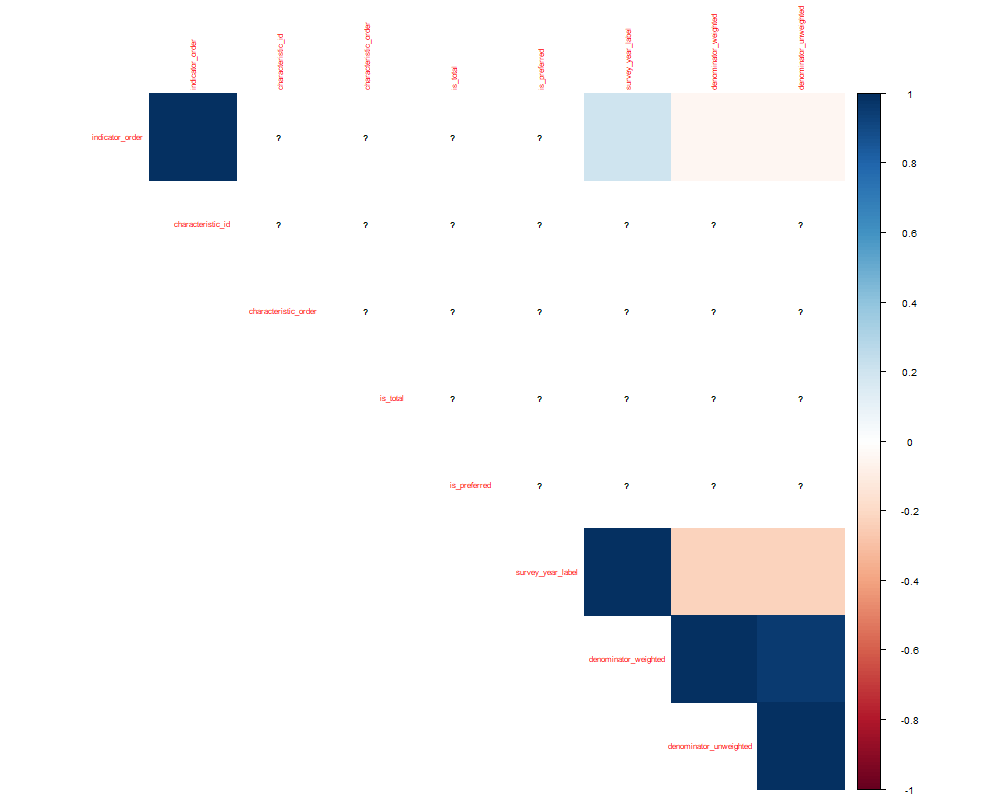 indicator_order
characteristic_id
characteristic_order
is_total
is_preferred
survey_year_label
denominator_weighted
denominator_unweighted
indicator_order ? ? ? ?
characteristic_id ? ? ? ? ? ? ?
characteristic_order ? ? ? ? ? ?
is_total ? ? ? ? ?
is_preferred ? ? ? ?
survey_year_label
denominator_weighted
denominator_unweighted
1
0.8
0.6
0.4
0.2
0
-0.2
-0.4
-0.6
-0.8
-1